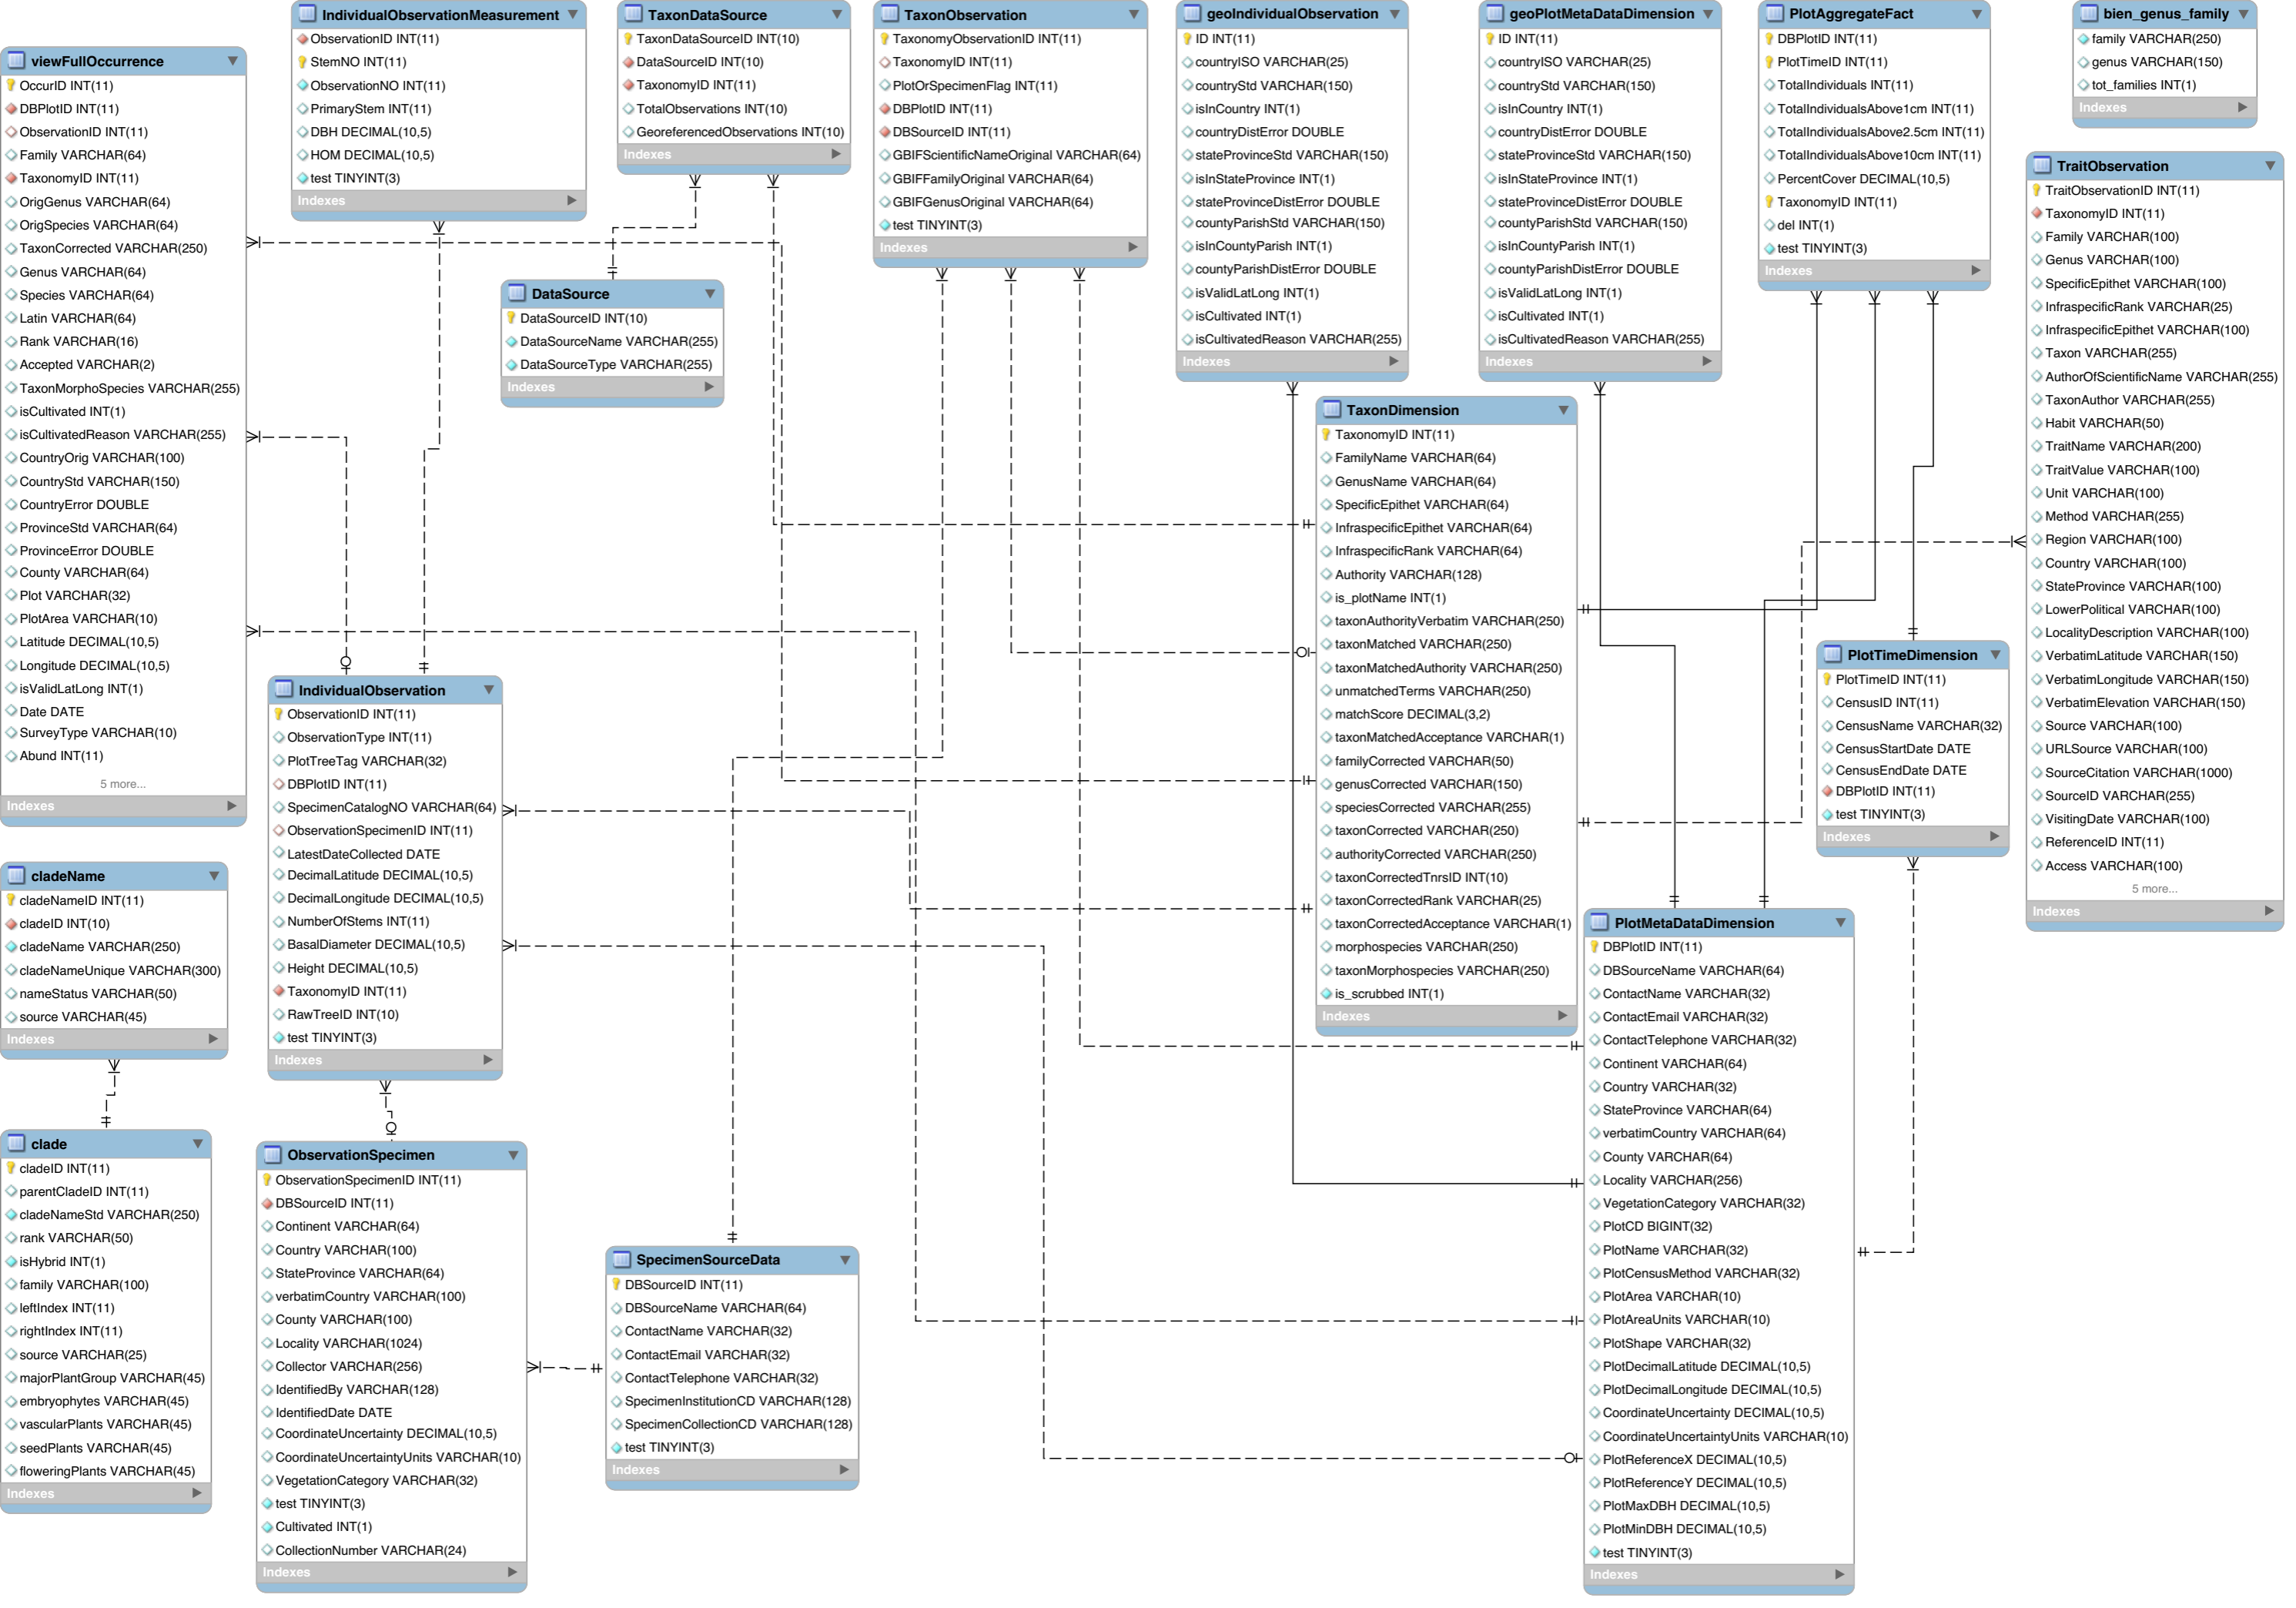 viewFullOccurrence
OccurID INT(11)
DBPlotID INT(11)
ObservationID INT(11)
Family VARCHAR(64)
TaxonomyID INT(11)
OrigGenus VARCHAR(64)
OrigSpecies VARCHAR(64)
TaxonCorrected VARCHAR(250)
Genus VARCHAR(64)
Species VARCHAR(64)
Latin VARCHAR(64)
Rank VARCHAR(16)
Accepted VARCHAR(2)
TaxonMorphoSpecies VARCHAR(255)
isCultivated INT(1)
isCultivatedReason VARCHAR(255)
CountryOrig VARCHAR(100)
CountryStd VARCHAR(150)
CountryError DOUBLE
ProvinceStd VARCHAR(64)
ProvinceError DOUBLE
County VARCHAR(64)
Plot VARCHAR(32)
PlotArea VARCHAR(10)
Latitude DECIMAL(10,5)
Longitude DECIMAL(10,5)
isValidLatLong INT(1)
Date DATE
SurveyType VARCHAR(10)
Abund INT(11)
5 more...
Indexes
IndividualObservationMeasurement
ObservationID INT(11)
StemNO INT(11)
ObservationNO INT(11)
PrimaryStem INT(11)
DBH DECIMAL(10,5)
HOM DECIMAL(10,5)
test TINYINT(3)
Indexes
TaxonDataSource
TaxonDataSourceID INT(10)
DataSourceID INT(10)
TaxonomyID INT(11)
TotalObservations INT(10)
GeoreferencedObservations INT(10)
Indexes
DataSource
DataSourceID INT(10)
DataSourceName VARCHAR(255)
DataSourceType VARCHAR(255)
Indexes
TaxonObservation
TaxonomyObservationID INT(11)
TaxonomyID INT(11)
PlotOrSpecimenFlag INT(11)
DBPlotID INT(11)
DBSourceID INT(11)
GBIFScientificNameOriginal VARCHAR(64)
GBIFFamilyOriginal VARCHAR(64)
GBIFGenusOriginal VARCHAR(64)
test TINYINT(3)
Indexes
geoIndividualObservation
ID INT(11)
countryISO VARCHAR(25)
countryStd VARCHAR(150)
isInCountry INT(1)
countryDistError DOUBLE
stateProvinceStd VARCHAR(150)
isInStateProvince INT(1)
stateProvinceDistError DOUBLE
countyParishStd VARCHAR(150)
isInCountyParish INT(1)
countyParishDistError DOUBLE
isValidLatLong INT(1)
isCultivated INT(1)
isCultivatedReason VARCHAR(255)
Indexes
geoPlotMetaDataDimension
ID INT(11)
countryISO VARCHAR(25)
countryStd VARCHAR(150)
isInCountry INT(1)
countryDistError DOUBLE
stateProvinceStd VARCHAR(150)
isInStateProvince INT(1)
stateProvinceDistError DOUBLE
countyParishStd VARCHAR(150)
isInCountyParish INT(1)
countyParishDistError DOUBLE
isValidLatLong INT(1)
isCultivated INT(1)
isCultivatedReason VARCHAR(255)
Indexes
PlotAggregateFact
DBPlotID INT(11)
PlotTimeID INT(11)
TotalIndividuals INT(11)
TotalIndividualsAbove1cm INT(11)
TotalIndividualsAbove2.5cm INT(11)
TotalIndividualsAbove10cm INT(11)
PercentCover DECIMAL(10,5)
TaxonomyID INT(11)
del INT(1)
test TINYINT(3)
Indexes
bien_genus_family
family VARCHAR(250)
genus VARCHAR(150)
tot_families INT(1)
Indexes
TraitObservation
TraitObservationID INT(11)
TaxonomyID INT(11)
Family VARCHAR(100)
Genus VARCHAR(100)
SpecificEpithet VARCHAR(100)
InfraspecificRank VARCHAR(25)
InfraspecificEpithet VARCHAR(100)
Taxon VARCHAR(255)
AuthorOfScientificName VARCHAR(255)
TaxonAuthor VARCHAR(255)
Habit VARCHAR(50)
TraitName VARCHAR(200)
TraitValue VARCHAR(100)
Unit VARCHAR(100)
Method VARCHAR(255)
Region VARCHAR(100)
Country VARCHAR(100)
StateProvince VARCHAR(100)
LowerPolitical VARCHAR(100)
LocalityDescription VARCHAR(100)
VerbatimLatitude VARCHAR(150)
VerbatimLongitude VARCHAR(150)
VerbatimElevation VARCHAR(150)
Source VARCHAR(100)
URLSource VARCHAR(100)
SourceCitation VARCHAR(1000)
SourceID VARCHAR(255)
VisitingDate VARCHAR(100)
ReferenceID INT(11)
Access VARCHAR(100)
5 more...
Indexes
TaxonDimension
TaxonomyID INT(11)
FamilyName VARCHAR(64)
GenusName VARCHAR(64)
SpecificEpithet VARCHAR(64)
InfraspecificEpithet VARCHAR(64)
InfraspecificRank VARCHAR(64)
Authority VARCHAR(128)
is_plotName INT(1)
taxonAuthorityVerbatim VARCHAR(250)
taxonMatched VARCHAR(250)
taxonMatchedAuthority VARCHAR(250)
unmatchedTerms VARCHAR(250)
matchScore DECIMAL(3,2)
taxonMatchedAcceptance VARCHAR(1)
familyCorrected VARCHAR(50)
genusCorrected VARCHAR(150)
speciesCorrected VARCHAR(255)
taxonCorrected VARCHAR(250)
authorityCorrected VARCHAR(250)
taxonCorrectedTnrsID INT(10)
taxonCorrectedRank VARCHAR(25)
taxonCorrectedAcceptance VARCHAR(1)
morphospecies VARCHAR(250)
taxonMorphospecies VARCHAR(250)
is_scrubbed INT(1)
Indexes
PlotTimeDimension
PlotTimeID INT(11)
CensusID INT(11)
CensusName VARCHAR(32)
CensusStartDate DATE
CensusEndDate DATE
DBPlotID INT(11)
test TINYINT(3)
Indexes
IndividualObservation
ObservationID INT(11)
ObservationType INT(11)
PlotTreeTag VARCHAR(32)
DBPlotID INT(11)
SpecimenCatalogNO VARCHAR(64)
ObservationSpecimenID INT(11)
LatestDateCollected DATE
DecimalLatitude DECIMAL(10,5)
DecimalLongitude DECIMAL(10,5)
NumberOfStems INT(11)
BasalDiameter DECIMAL(10,5)
Height DECIMAL(10,5)
TaxonomyID INT(11)
RawTreeID INT(10)
test TINYINT(3)
Indexes
cladeName
cladeNameID INT(11)
cladeID INT(10)
cladeName VARCHAR(250)
cladeNameUnique VARCHAR(300)
nameStatus VARCHAR(50)
source VARCHAR(45)
Indexes
clade
cladeID INT(11)
parentCladeID INT(11)
cladeNameStd VARCHAR(250)
rank VARCHAR(50)
isHybrid INT(1)
family VARCHAR(100)
leftIndex INT(11)
rightIndex INT(11)
source VARCHAR(25)
majorPlantGroup VARCHAR(45)
embryophytes VARCHAR(45)
vascularPlants VARCHAR(45)
seedPlants VARCHAR(45)
floweringPlants VARCHAR(45)
Indexes
ObservationSpecimen
ObservationSpecimenID INT(11)
DBSourceID INT(11)
Continent VARCHAR(64)
Country VARCHAR(100)
StateProvince VARCHAR(64)
verbatimCountry VARCHAR(100)
County VARCHAR(100)
Locality VARCHAR(1024)
Collector VARCHAR(256)
IdentifiedBy VARCHAR(128)
IdentifiedDate DATE
CoordinateUncertainty DECIMAL(10,5)
CoordinateUncertaintyUnits VARCHAR(10)
VegetationCategory VARCHAR(32)
test TINYINT(3)
Cultivated INT(1)
CollectionNumber VARCHAR(24)
Indexes
SpecimenSourceData
DBSourceID INT(11)
DBSourceName VARCHAR(64)
ContactName VARCHAR(32)
ContactEmail VARCHAR(32)
ContactTelephone VARCHAR(32)
SpecimenInstitutionCD VARCHAR(128)
SpecimenCollectionCD VARCHAR(128)
test TINYINT(3)
Indexes
PlotMetaDataDimension
DBPlotID INT(11)
DBSourceName VARCHAR(64)
ContactName VARCHAR(32)
ContactEmail VARCHAR(32)
ContactTelephone VARCHAR(32)
Continent VARCHAR(64)
Country VARCHAR(32)
StateProvince VARCHAR(64)
verbatimCountry VARCHAR(64)
County VARCHAR(64)
Locality VARCHAR(256)
VegetationCategory VARCHAR(32)
PlotCD BIGINT(32)
PlotName VARCHAR(32)
PlotCensusMethod VARCHAR(32)
PlotArea VARCHAR(10)
PlotAreaUnits VARCHAR(10)
PlotShape VARCHAR(32)
PlotDecimalLatitude DECIMAL(10,5)
PlotDecimalLongitude DECIMAL(10,5)
CoordinateUncertainty DECIMAL(10,5)
CoordinateUncertaintyUnits VARCHAR(10)
PlotReferenceX DECIMAL(10,5)
PlotReferenceY DECIMAL(10,5)
PlotMaxDBH DECIMAL(10,5)
PlotMinDBH DECIMAL(10,5)
test TINYINT(3)
Indexes